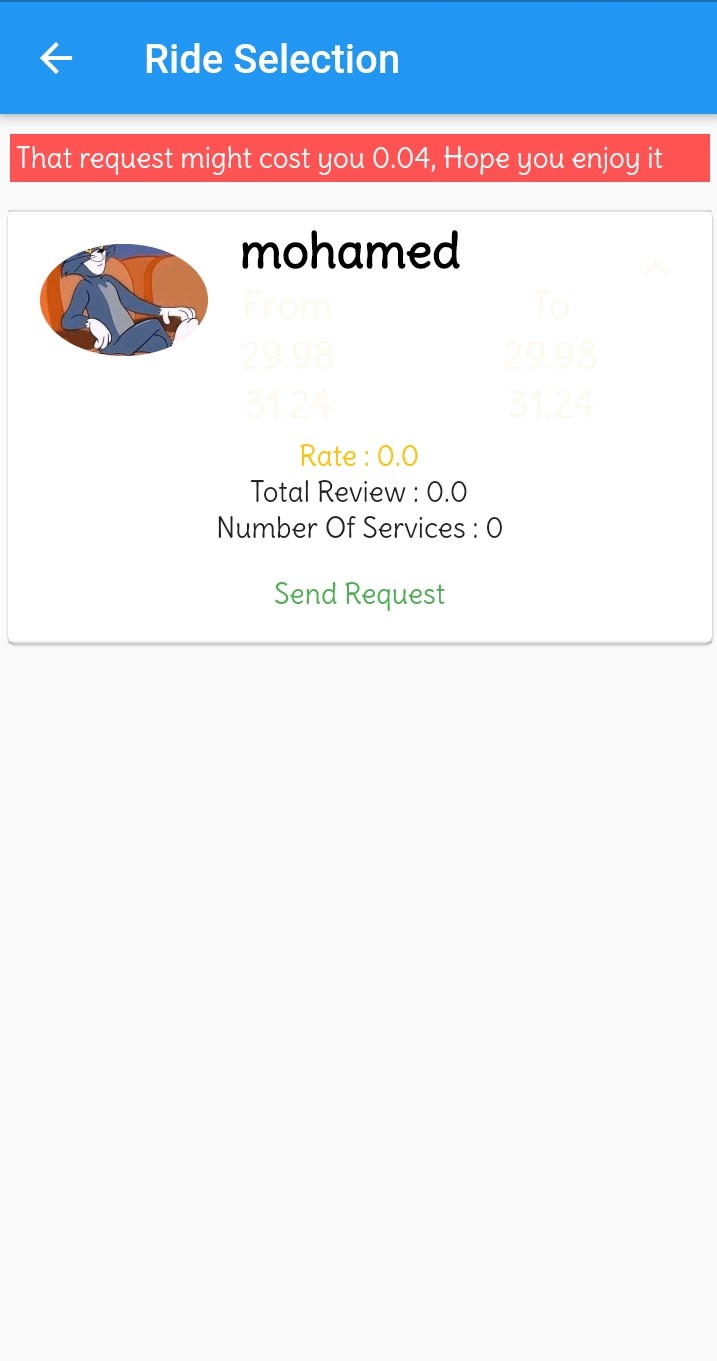 Ride Selection
That request might cost you 0.04, Hope you enjoy it
mohamed
From To
29.98 29.98
31.24 31.24
Rate : 0.0
Total Review : 0.0
Number Of Services : 0
Send Request